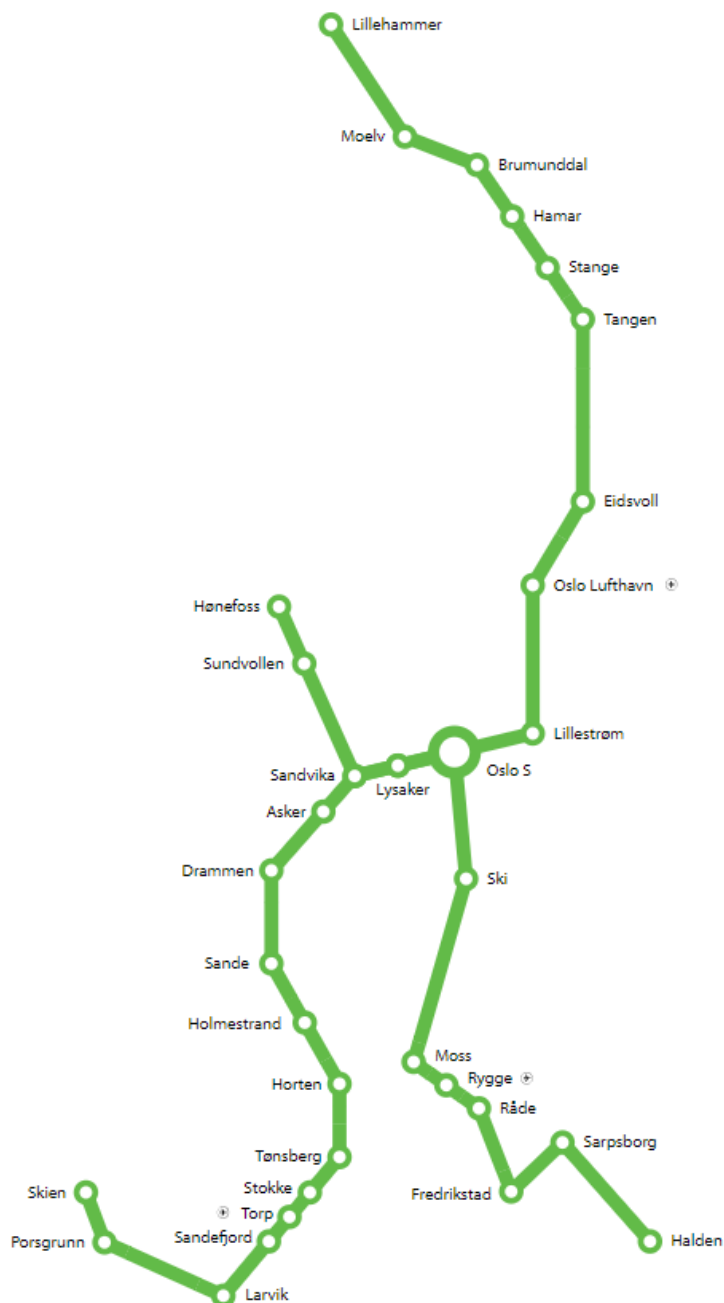 Lillehammer
Moelv
Brumunddal
Hamar
Stange
Tangen
Eidsvoll
Oslo Lufthavn
Hønefoss
Sundvollen
Lillestrøm
Oslo S
Sandvika
Lysaker
Asker
Drammen
Ski
Sande
Holmestrand
Moss
Rygge
Horten
Råde
Sarpsborg
Tønsberg
Stokke
Skien
Fredrikstad
Torp
Sandefjord
Porsgrunn
Halden
Larvik